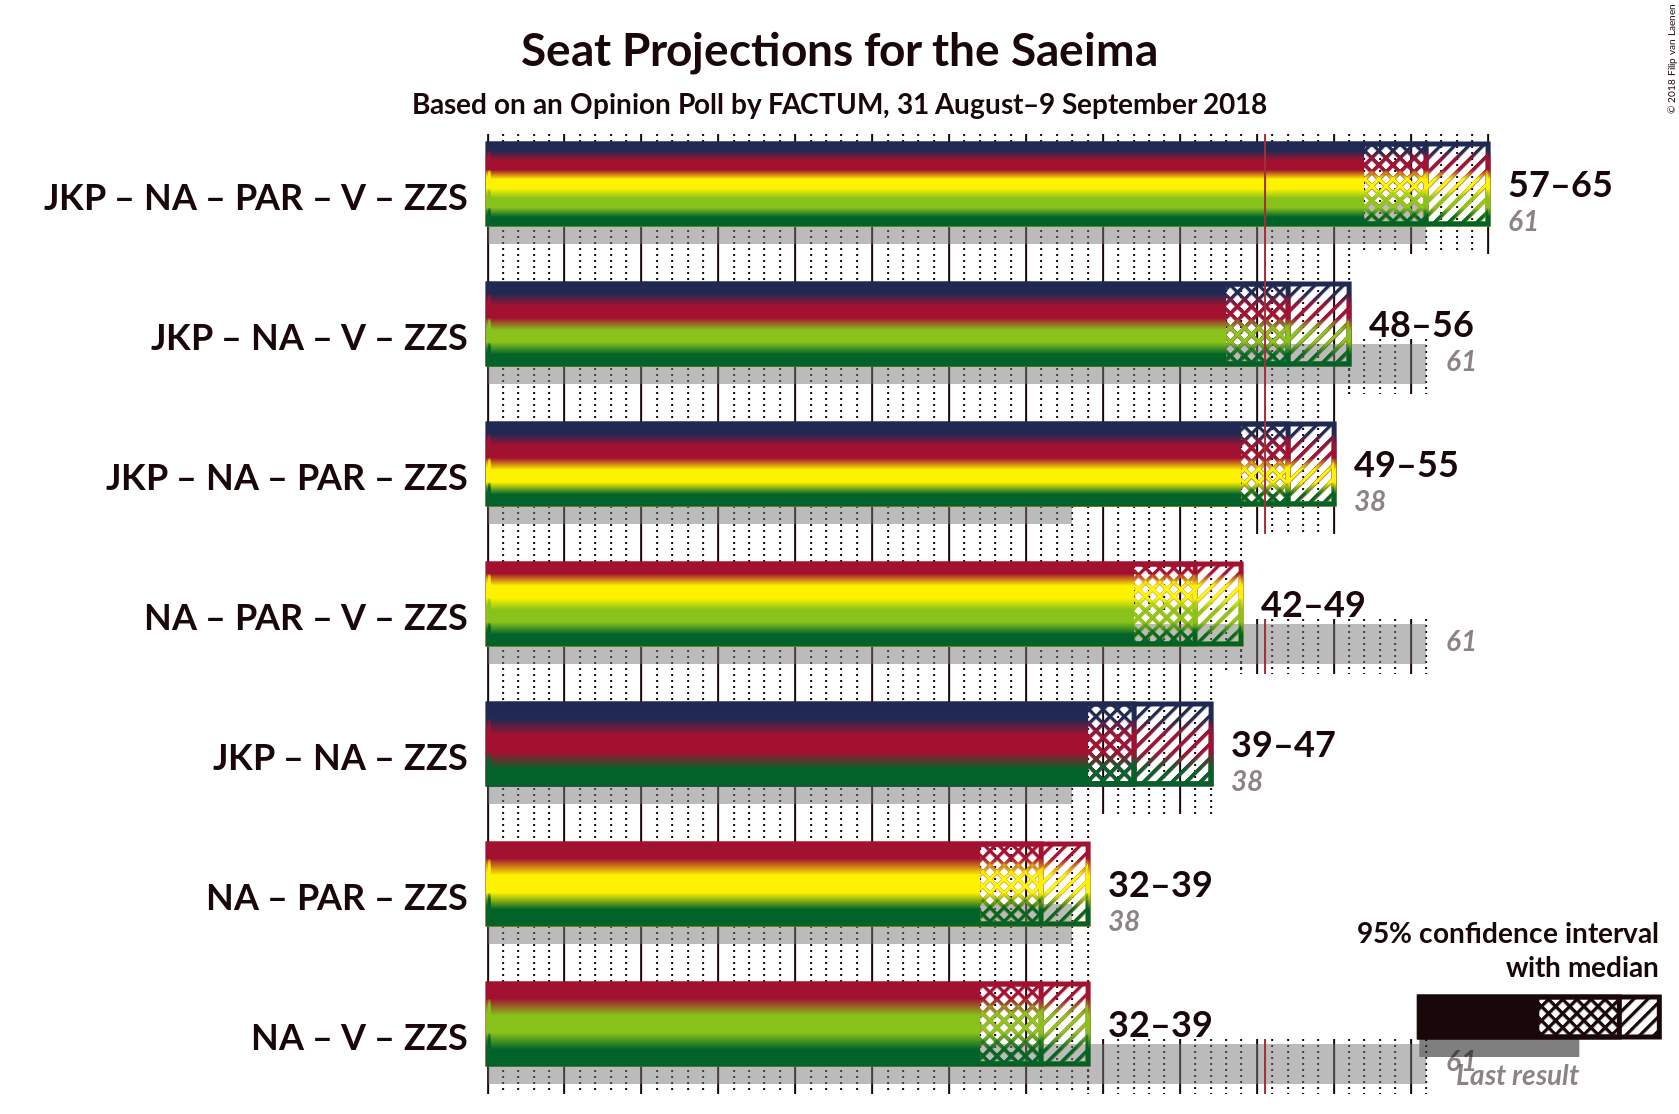 Seat Projections for the Saeima
Based on an Opinion Poll by FACTUM, 31 August–9 September 2018
© 2018 Filip van Laenen
JKP – NA – PAR – V – ZZS
57–65
61
JKP – NA – V – ZZS
48–56
61
JKP – NA – PAR – ZZS
49–55
38
NA – PAR – V – ZZS
42–49
61
JKP – NA – ZZS
39–47
38
NA – PAR – ZZS
32–39
38
NA – V – ZZS
32–39
61
95% confidence interval
with median
Last result